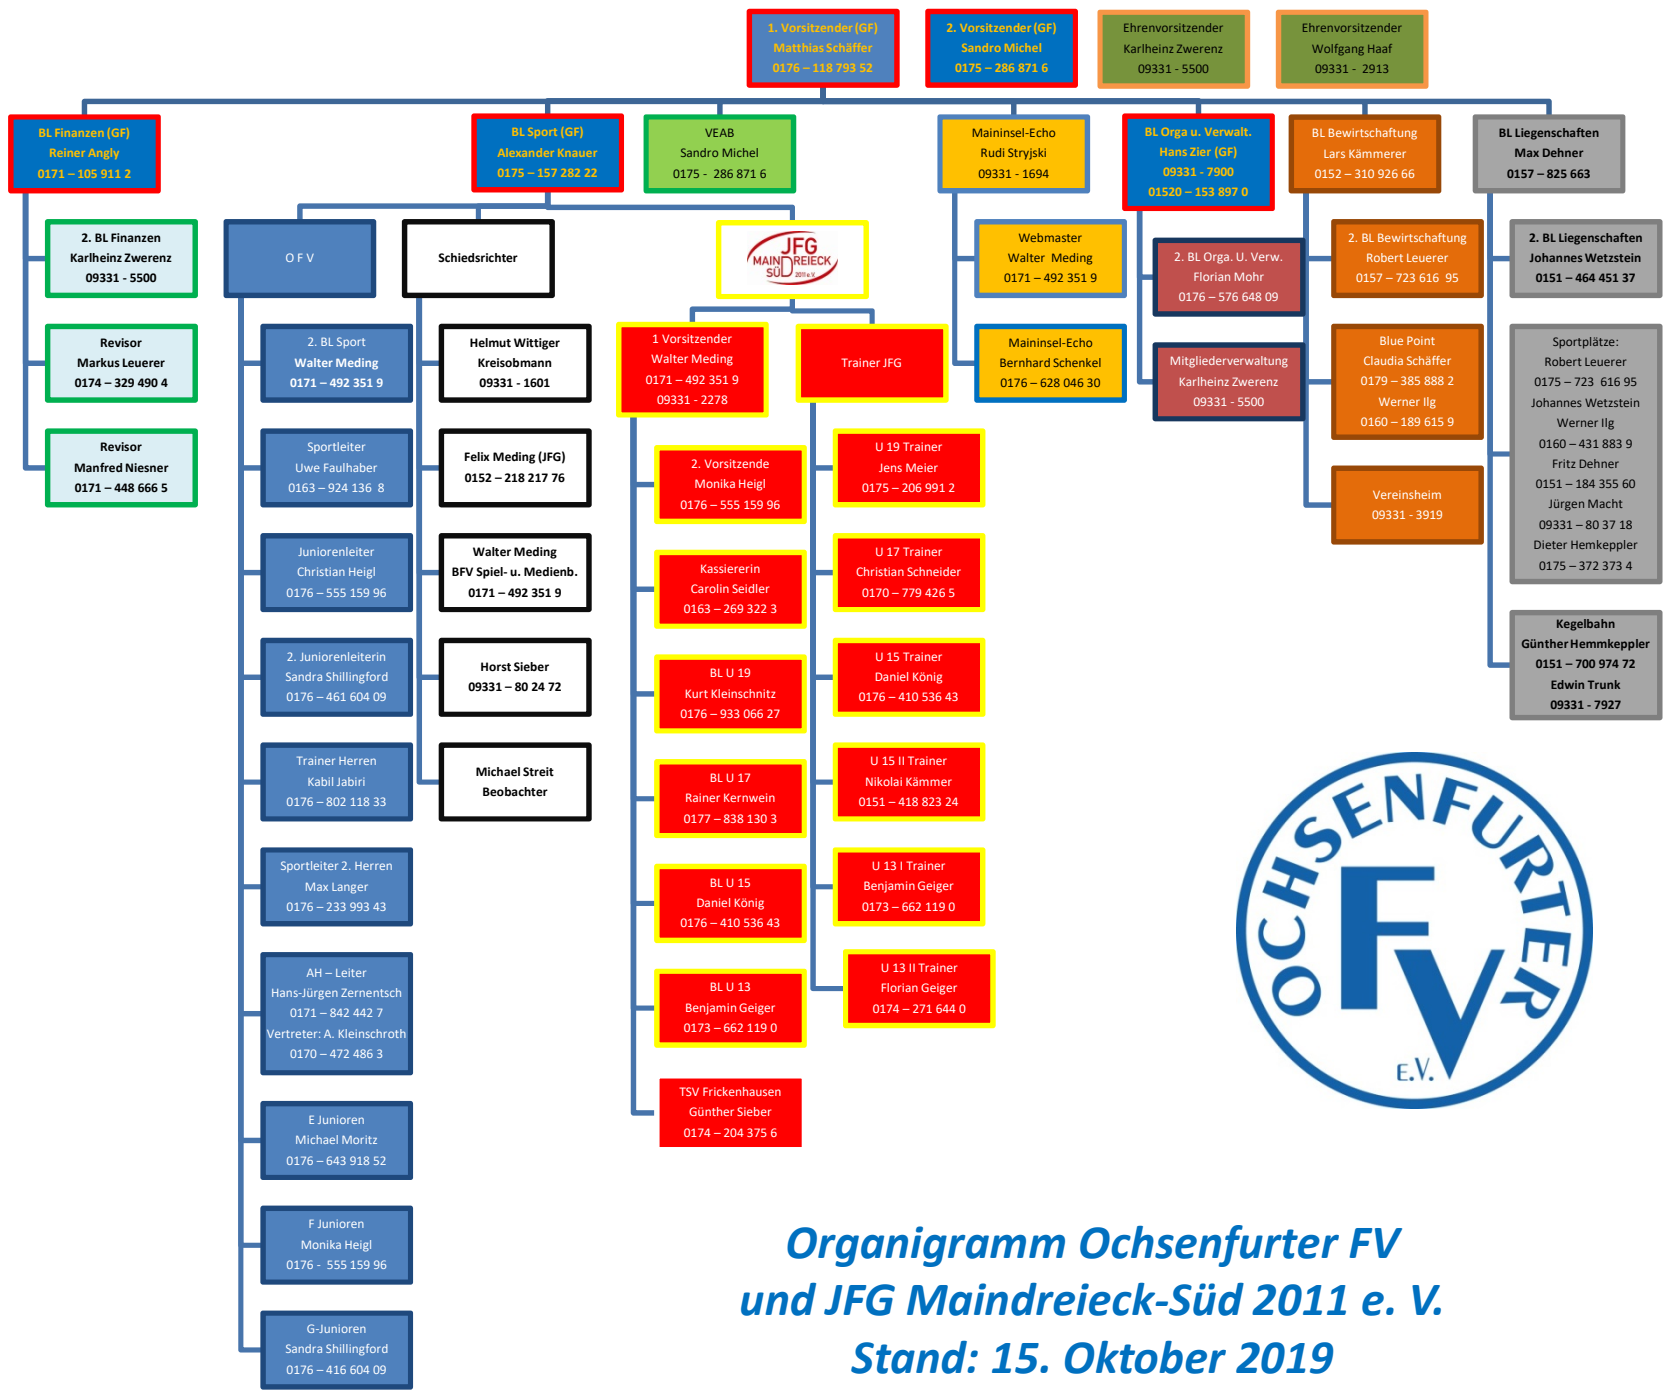 1. Vorsitzender (GF)
Matthias Schäffer
0176 – 118 793 52
2. Vorsitzender (GF)
Sandro Michel
0175 – 286 871 6
Ehrenvorsitzender
Karlheinz Zwerenz
09331 - 5500
Ehrenvorsitzender
Wolfgang Haaf
09331 - 2913
BL Finanzen (GF)
Reiner Angly
0171 – 105 911 2
BL Sport (GF)
Alexander Knauer
0175 – 157 282 22
VEAB
Sandro Michel
0175 - 286 871 6
Maininsel-Echo
Rudi Stryjski
09331 - 1694
BL Orga u. Verwalt.
Hans Zier (GF)
09331 - 7900
01520 – 153 897 0
BL Bewirtschaftung
Lars Kämmerer
0152 – 310 926 66
BL Liegenschaften
Max Dehner
0157 – 825 663
2. BL Finanzen
Karlheinz Zwerenz
09331 - 5500
Revisor
Markus Leuerer
0174 – 329 490 4
Revisor
Manfred Niesner
0171 – 448 666 5
O F V
2. BL Sport
Walter Meding
0171 – 492 351 9
Sportleiter
Uwe Faulhaber
0163 – 924 136 8
Juniorenleiter
Christian Heigl
0176 – 555 159 96
2. Juniorenleiterin
Sandra Shillingford
0176 – 461 604 09
Trainer Herren
Kabil Jabiri
0176 – 802 118 33
Sportleiter 2. Herren
Max Langer
0176 – 233 993 43
AH – Leiter
Hans-Jürgen Zernentsch
0171 – 842 442 7
Vertreter: A. Kleinschroth
0170 – 472 486 3
E Junioren
Michael Moritz
0176 – 643 918 52
F Junioren
Monika Heigl
0176 - 555 159 96
G-Junioren
Sandra Shillingford
0176 – 416 604 09
Schiedsrichter
Helmut Wittiger
Kreisobmann
09331 - 1601
Felix Meding (JFG)
0152 – 218 217 76
Walter Meding
BFV Spiel- u. Medienb.
0171 – 492 351 9
Horst Sieber
09331 – 80 24 72
Michael Streit
Beobachter
JFG
MAINDREIECK
SÜD 2011 e.V.
1 Vorsitzender
Walter Meding
0171 – 492 351 9
09331 - 2278
2. Vorsitzende
Monika Heigl
0176 – 555 159 96
Kassiererin
Carolin Seidler
0163 – 269 322 3
BL U 19
Kurt Kleinschnitz
0176 – 933 066 27
BL U 17
Rainer Kernwein
0177 – 838 130 3
BL U 15
Daniel König
0176 – 410 536 43
BL U 13
Benjamin Geiger
0173 – 662 119 0
TSV Frickenhausen
Günther Sieber
0174 – 204 375 6
Trainer JFG
U 19 Trainer
Jens Meier
0175 – 206 991 2
U 17 Trainer
Christian Schneider
0170 – 779 426 5
U 15 Trainer
Daniel König
0176 – 410 536 43
U 15 II Trainer
Nikolai Kämmer
0151 – 418 823 24
U 13 I Trainer
Benjamin Geiger
0173 – 662 119 0
U 13 II Trainer
Florian Geiger
0174 – 271 644 0
Webmaster
Walter Meding
0171 – 492 351 9
Maininsel-Echo
Bernhard Schenkel
0176 – 628 046 30
2. BL Orga. U. Verw.
Florian Mohr
0176 – 576 648 09
Mitgliederverwaltung
Karlheinz Zwerenz
09331 - 5500
2. BL Bewirtschaftung
Robert Leuerer
0157 – 723 616 95
Blue Point
Claudia Schäffer
0179 – 385 888 2
Werner Ilg
0160 – 189 615 9
Vereinsheim
09331 - 3919
2. BL Liegenschaften
Johannes Wetzstein
0151 – 464 451 37
Sportplätze:
Robert Leuerer
0175 – 723 616 95
Johannes Wetzstein
Werner Ilg
0160 – 431 883 9
Fritz Dehner
0151 – 184 355 60
Jürgen Macht
09331 – 80 37 18
Dieter Hemkeppler
0175 – 372 373 4
Kegelbahn
Günther Hemmkeppler
0151 – 700 974 72
Edwin Trunk
09331 - 7927
OCHSENFURTER
FV
e.V.
Organigramm Ochsenfurter FV
und JFG Maindreieck-Süd 2011 e. V.
Stand: 15. Oktober 2019